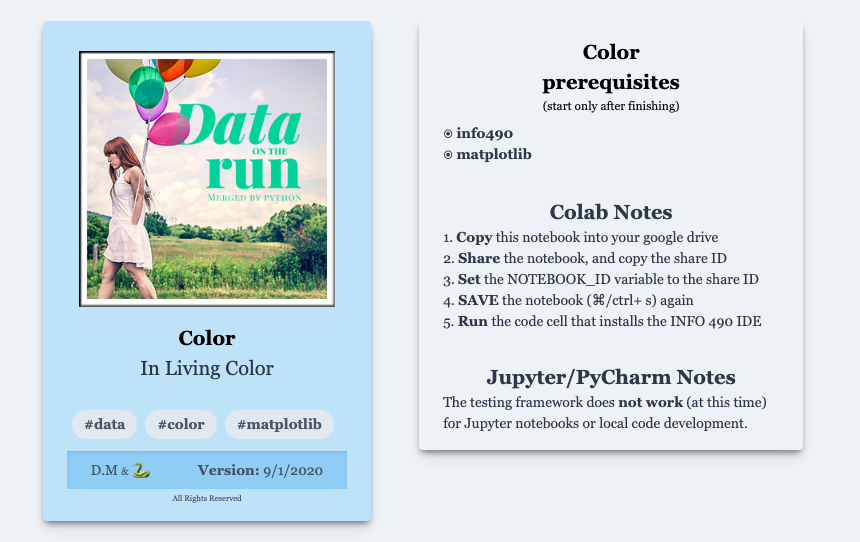 Data
ON THE
run
MERGED BY PYTHON
Color
In Living Color
#data #color #matplotlib
D.M & 🐍 Version: 9/1/2020
All Rights Reserved
Color
prerequisites
(start only after finishing)
⦿ info490
⦿ matplotlib
Colab Notes
1. Copy this notebook into your google drive
2. Share the notebook, and copy the share ID
3. Set the NOTEBOOK_ID variable to the share ID
4. SAVE the notebook (⌘/ctrl+ s) again
5. Run the code cell that installs the INFO 490 IDE
Jupyter/PyCharm Notes
The testing framework does not work (at this time)
for Jupyter notebooks or local code development.